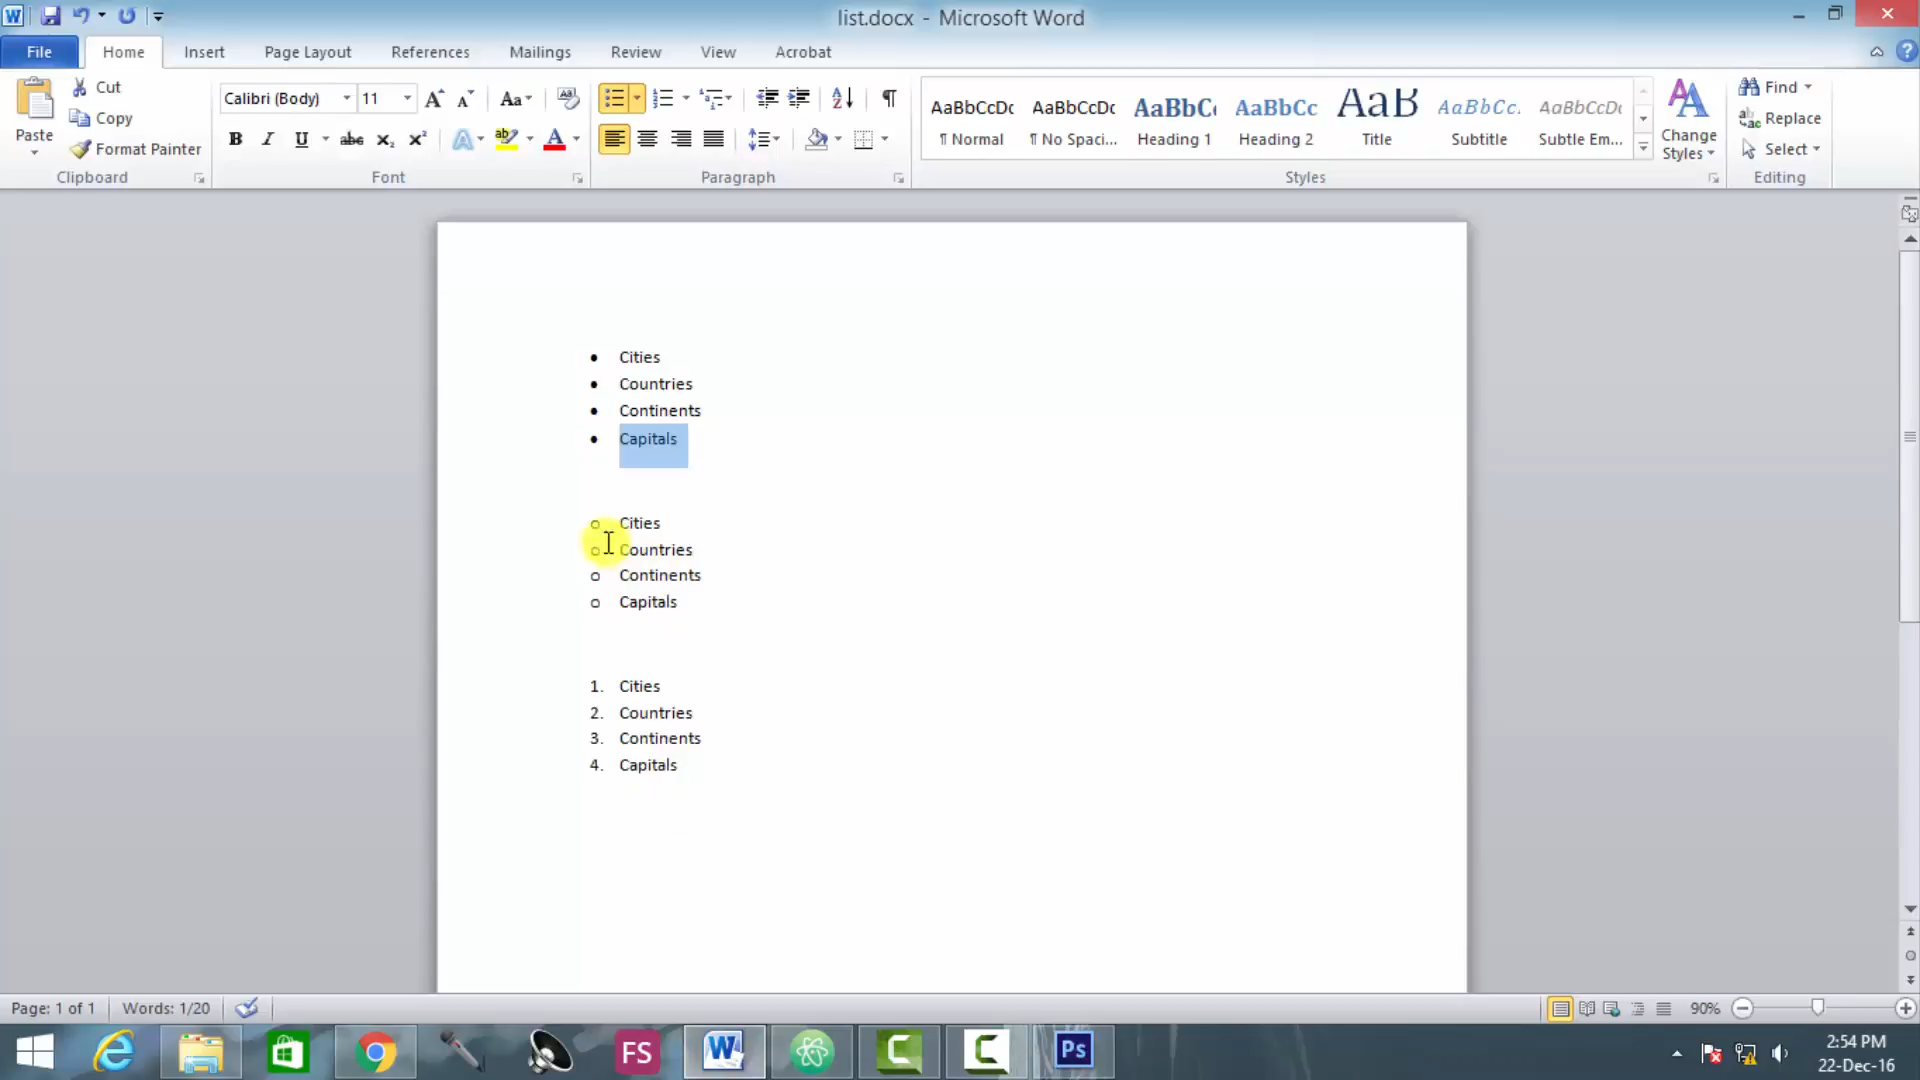 list.docx - Microsoft Word
File Home Insert Page Layout References Mailings Review View Acrobat
Paste
Cut
Copy
Format Painter
Clipboard
Calibri (Body) 11
Font
Paragraph
AaBbCcDc AaBbCcDc AaBbC AaBbCc AaB AaBbCc. AaBbCcDc
¶ Normal ¶ No Spaci... Heading 1 Heading 2 Title Subtitle Subtle Em...
Change
Styles
Styles
Find
Replace
Select
Editing
• Cities
• Countries
• Continents
• Capitals
o Cities
o Countries
o Continents
o Capitals
1. Cities
2. Countries
3. Continents
4. Capitals
Page: 1 of 1 Words: 1/20 90%
FS Ps
2:54 PM
22-Dec-16